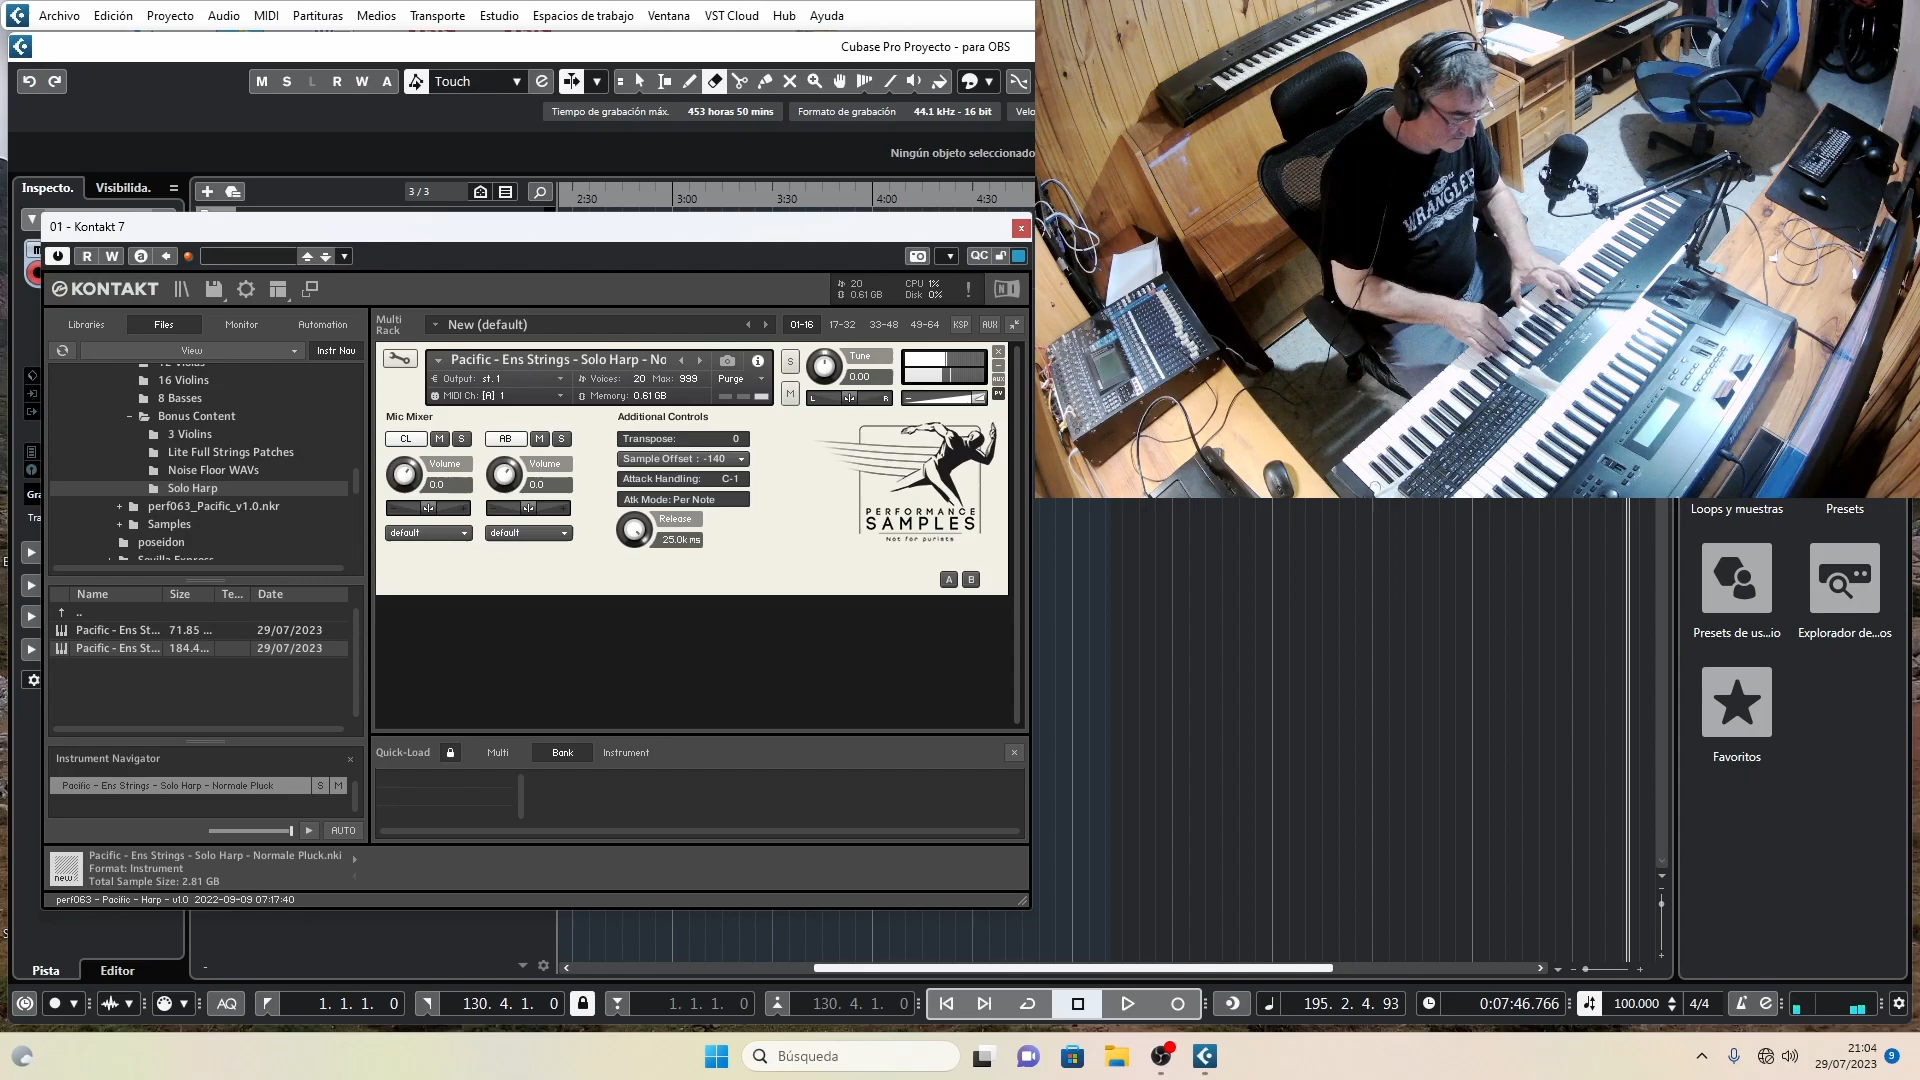 Archivo Edición Proyecto Audio MIDI Partituras Medios Transporte Estudio Espacios de trabajo Ventana VST Cloud Hub Ayuda
Cubase Pro Proyecto - para OBS
M S L R W A Touch
Tiempo de grabación máx. 453 horas 50 mins Formato de grabación 44.1 kHz - 16 bit Velo
Ningún objeto seleccionado
Inspecto. Visibilida. 3 / 3 2:30 3:00 3:30 4:00 4:30
01 - Kontakt 7
R W QC
KONTAKT 20 0.61 GB CPU 1% Disk 0%
Libraries Files Monitor Automation
Multi Rack New (default) 01-16 17-32 33-48 49-64 KSP AUX
View Instr Nav
16 Violins
8 Basses
Bonus Content
3 Violins
Lite Full Strings Patches
Noise Floor WAVs
Solo Harp
perf063_Pacific_v1.0.nkr
Samples
poseidon
Pacific - Ens Strings - Solo Harp - No S Tune
Output: st.1 Voices: 20 Max: 999 Purge 0.00
MIDI Ch: [A] 1 Memory: 0.61 GB M L R
AUX
PV
Mic Mixer Additional Controls
CL M S AB M S Transpose: 0
Volume Volume Sample Offset : -140
0.0 0.0 Attack Handling: C-1
Atk Mode: Per Note
default default Release
25.0k ms
PERFORMANCE
SAMPLES
Not for purists
A B
Name Size Te... Date
..
Pacific - Ens St... 71.85 ... 29/07/2023
Pacific - Ens St... 184.4... 29/07/2023
Quick-Load Multi Bank Instrument
Instrument Navigator
Pacific - Ens Strings - Solo Harp - Normale Pluck S M
AUTO
new
Pacific - Ens Strings - Solo Harp - Normale Pluck.nki
Format: Instrument
Total Sample Size: 2.81 GB
perf063 - Pacific - Harp - v1.0 2022-09-09 07:17:40
WRANGLER
Loops y muestras Presets
Presets de us...io Explorador de...os
Favoritos
Pista Editor
AQ 1. 1. 1. 0 130. 4. 1. 0 1. 1. 1. 0 130. 4. 1. 0 195. 2. 4. 93 0:07:46.766 100.000 4/4
Búsqueda
21:04
29/07/2023
9